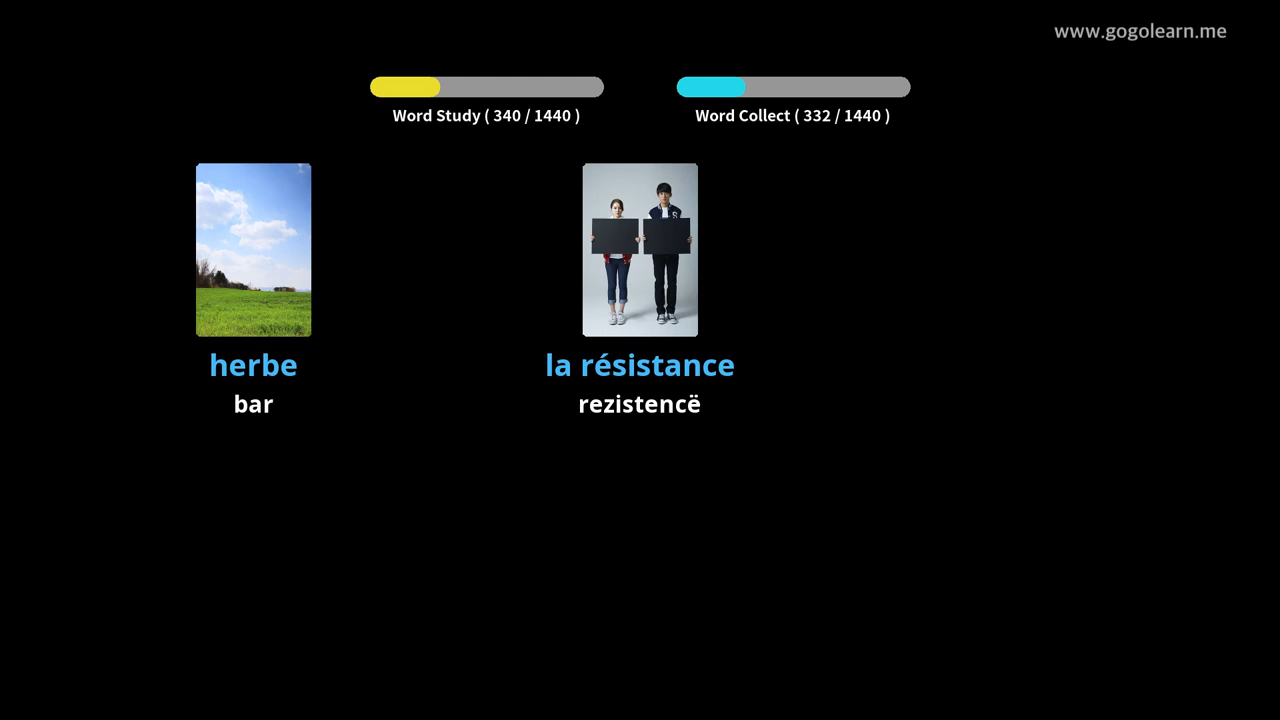 www.gogolearn.me
Word Study ( 340 / 1440 )
Word Collect ( 332 / 1440 )
herbe
bar
la résistance
rezistencë